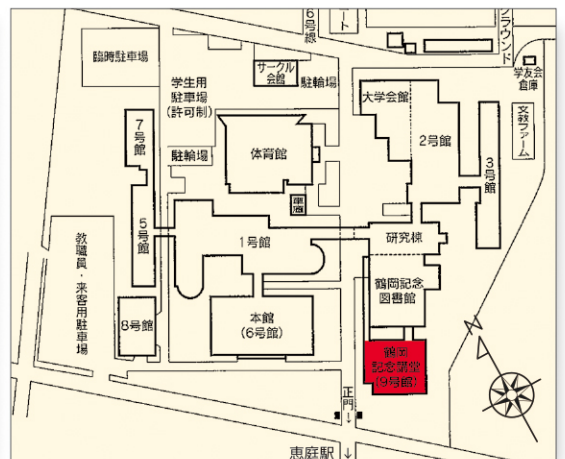 6号線
ート
グラウンド
臨時駐車場
サークル
会館
駐輪場
学友会
倉庫
学生用
駐車場
(許可制)
大学会館
文教ファーム
7号館
2号館
3号館
駐輪場
体育館
5号館
1号館
研究棟
教職員・来客用駐車場
鶴岡記念
図書館
8号館
本館
(6号館)
鶴岡
記念講堂
(9号館)
N
正門
↓
恵庭駅↓